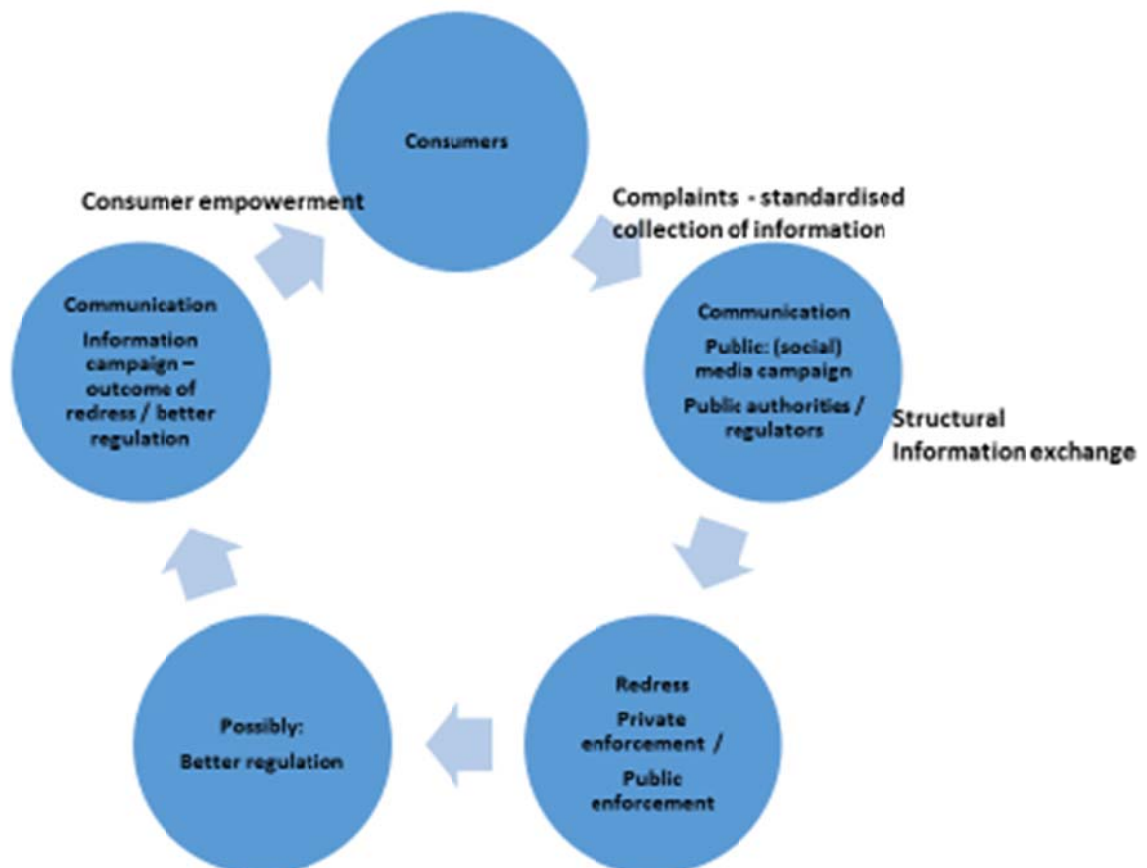 Consumers
Consumer empowerment
Complaints - standardised
collection of information
Communication
Information
campaign –
outcome of
redress / better
regulation
Communication
Public: (social)
media campaign
Public authorities /
regulators
Structural
Information exchange
Possibly:
Better regulation
Redress
Private
enforcement /
Public
enforcement